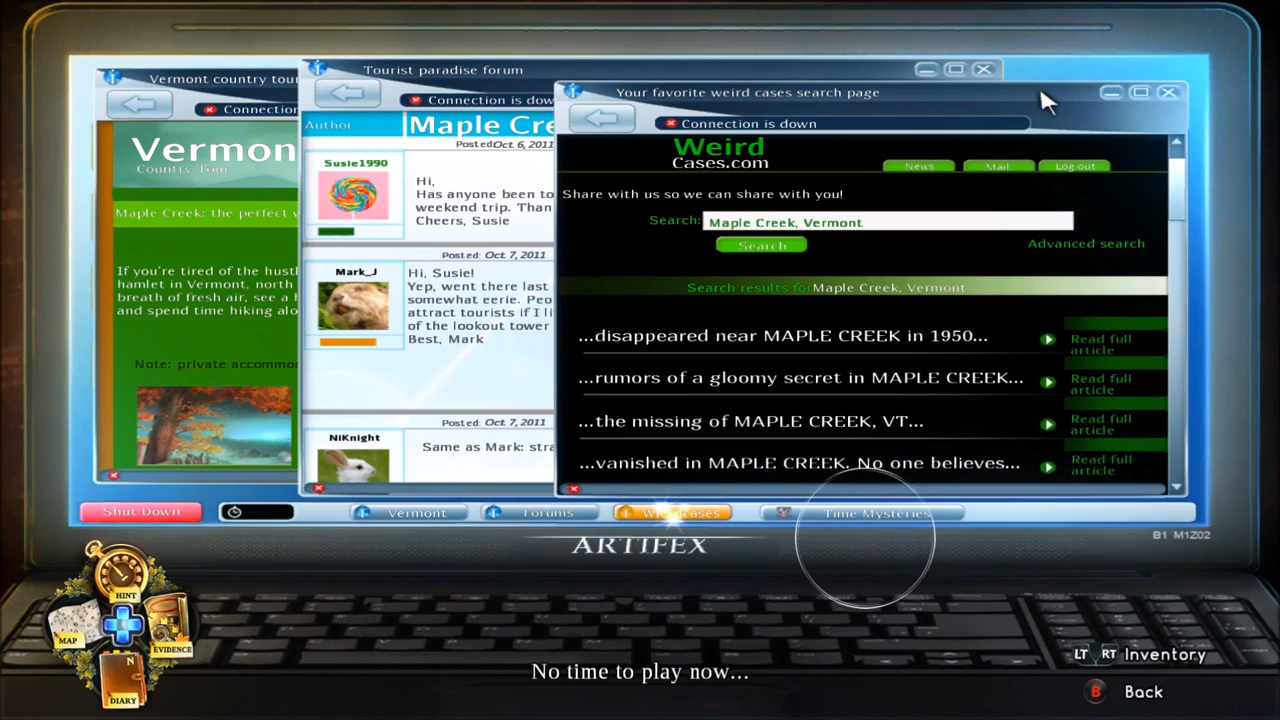 Vermont country tou
Connection
Vermon
Country Tour
Maple Creek: the perfect w
If you're tired of the hustl
hamlet in Vermont, north
breath of fresh air, see a h
and spend time hiking alo
Note: private accommo
Tourist paradise forum
Connection is dow
Author
Maple Cre
Posted Oct. 6, 2011
Susie1990
Hi,
Has anyone been to
weekend trip. Than
Cheers, Susie
Posted: Oct. 7, 2011
Mark_J
Hi, Susie!
Yep, went there last
somewhat eerie. Peo
attract tourists if I li
of the lookout tower
Best, Mark
Posted: Oct. 7, 2011
NiKnight
Same as Mark: stra
Your favorite weird cases search page
Connection is down
Weird
Cases.com
News
Mail
Log out
Share with us so we can share with you!
Search: Maple Creek, Vermont
Search
Advanced search
Search results for Maple Creek, Vermont
...disappeared near MAPLE CREEK in 1950...
Read full
article
...rumors of a gloomy secret in MAPLE CREEK...
Read full
article
...the missing of MAPLE CREEK, VT...
Read full
article
...vanished in MAPLE CREEK. No one believes...
Read full
article
Shut Down
Vermont
Forums
Time Mysteries
ARTIFEX
B1 M1Z02
HINT
MAP
EVIDENCE
N
DIARY
No time to play now...
LT RT Inventory
B Back